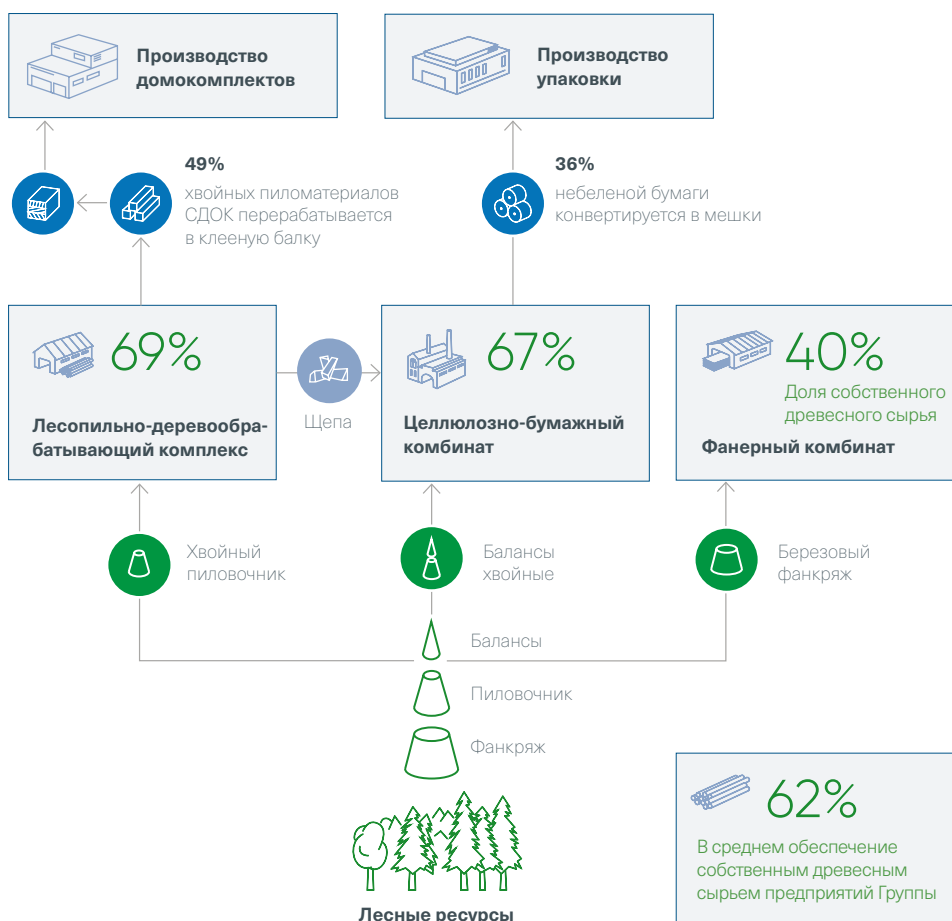 Производство
домокомплектов
Производство
упаковки
49%
хвойных пиломатериалов
СДОК перерабатывается
в клееную балку
36%
небеленой бумаги
конвертируется в мешки
69%
Лесопильно-деревообра-
батывающий комплекс
Щепа
67%
Целлюлозно-бумажный
комбинат
40%
Доля собственного
древесного сырья
Фанерный комбинат
Хвойный
пиловочник
Балансы
хвойные
Березовый
фанкряж
Балансы
Пиловочник
Фанкряж
Лесные ресурсы
62%
В среднем обеспечение
собственным древесным
сырьем предприятий Группы